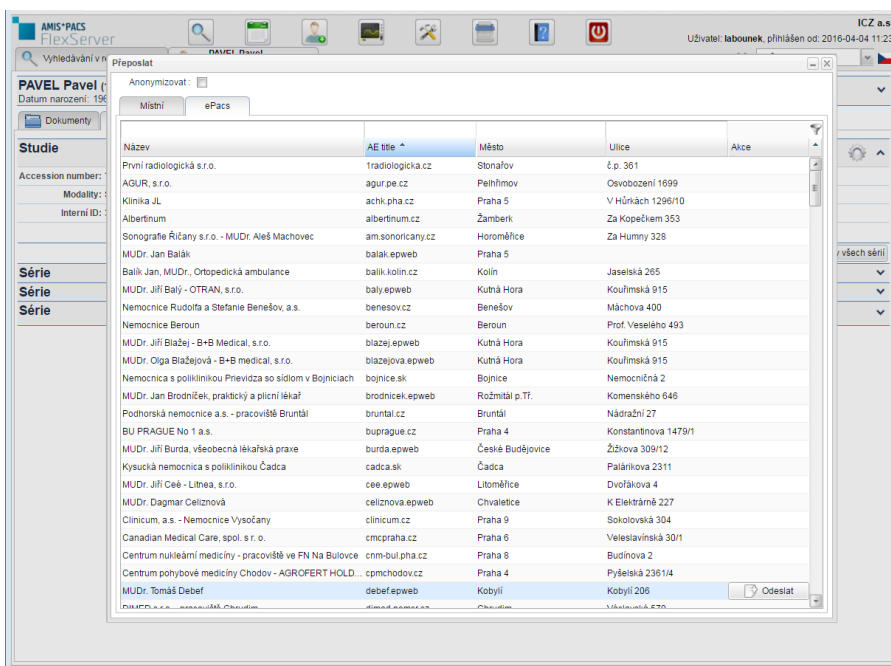 AMIS*PACS
FlexServer
ICZ a.s
Uživatel: labounek, přihlášen od: 2016-04-04 11:23
Vyhledávání v
PAVEL Pavel
Přeposlat
PAVEL Pavel
Datum narození: 196
Anonymizovat :
Místní ePacs
Dokumenty
Název AE title Město Ulice Akce
Studie
První radiologická s.r.o. 1radiologicka.cz Stonařov č.p. 361
Accession number:
AGUR, s.r.o. agur.pe.cz Pelhřimov Osvobození 1699
Modality:
Klinika JL achk.pha.cz Praha 5 V Hůrkách 1296/10
Interní ID:
Albertinum albertinum.cz Žamberk Za Kopečkem 353
Sonografie Říčany s.r.o. - MUDr. Aleš Machovec am.sonoricany.cz Horoměřice Za Humny 328
MUDr. Jan Balák balak.epweb Praha 5
všech sérií
Série
Balík Jan, MUDr., Ortopedická ambulance balik.kolin.cz Kolín Jaselská 265
Série
MUDr. Jiří Balý - OTRAN, s.r.o. baly.epweb Kutná Hora Kouřimská 915
Série
Nemocnice Rudolfa a Stefanie Benešov, a.s. benesov.cz Benešov Máchova 400
Nemocnice Beroun beroun.cz Beroun Prof. Veselého 493
MUDr. Jiří Blažej - B+B Medical, s.r.o. blazej.epweb Kutná Hora Kouřimská 915
MUDr. Olga Blažejová - B+B medical, s.r.o. blazejova.epweb Kutná Hora Kouřimská 915
Nemocnica s poliklinikou Prievidza so sídlom v Bojniciach bojnice.sk Bojnice Nemocničná 2
MUDr. Jan Brodníček, praktický a plicní lékař brodnicek.epweb Rožmitál p.Tř. Komenského 646
Podhorská nemocnice a.s. - pracoviště Bruntál bruntal.cz Bruntál Nádražní 27
BU PRAGUE No 1 a.s. buprague.cz Praha 4 Konstantinova 1479/1
MUDr. Jiří Burda, všeobecná lékařská praxe burda.epweb České Budějovice Žižkova 309/12
Kysucká nemocnica s poliklinikou Čadca cadca.sk Čadca Palárikova 2311
MUDr. Jiří Ceé - Litnea, s.r.o. cee.epweb Litoměřice Dvořákova 4
MUDr. Dagmar Celiznová celiznova.epweb Chvaletice K Elektrárně 227
Clinicum, a.s. - Nemocnice Vysočany clinicum.cz Praha 9 Sokolovská 304
Canadian Medical Care, spol. s r. o. cmcpraha.cz Praha 6 Veleslavínská 30/1
Centrum nukleární medicíny - pracoviště ve FN Na Bulovce cnm-bul.pha.cz Praha 8 Budínova 2
Centrum pohybové medicíny Chodov - AGROFERT HOLD... cpmchodov.cz Praha 4 Pyšelská 2361/4
MUDr. Tomáš Debef debef.epweb Kobylí Kobylí 206 Odeslat